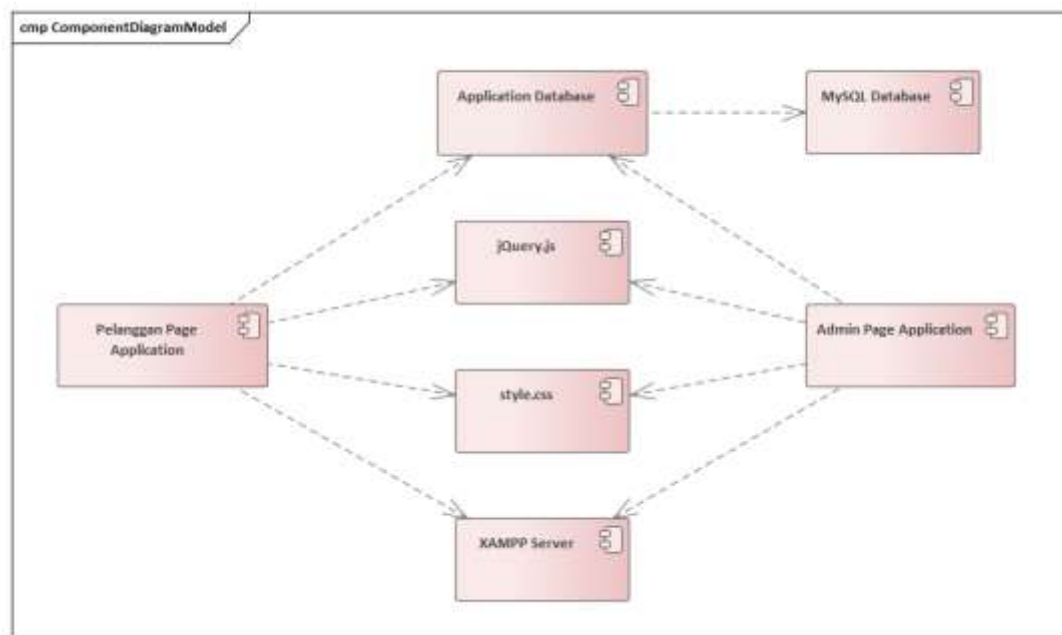 cmp ComponentDiagramModel
Application Database
MySQL Database
jQuery.js
Pelanggan Page
Application
Admin Page Application
style.css
XAMPP Server